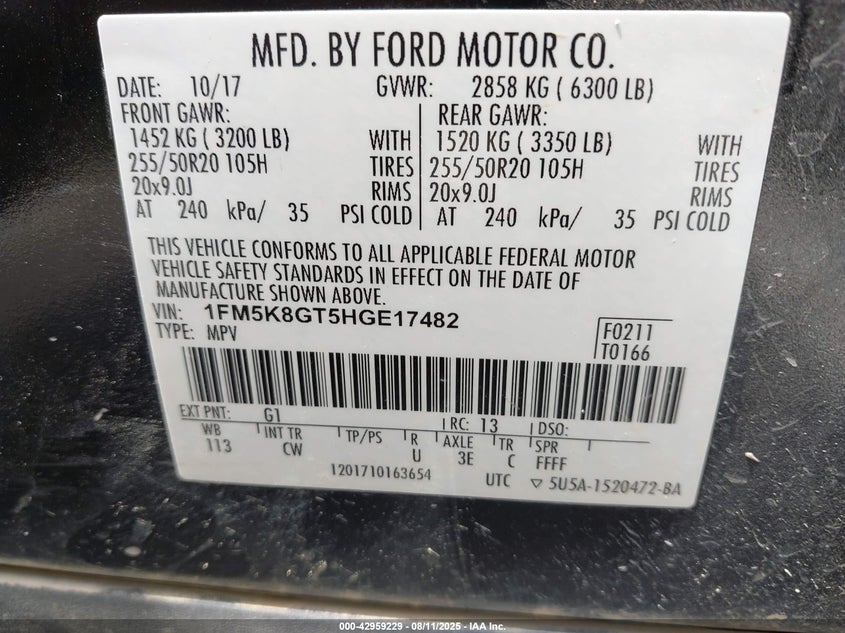 MFD. BY FORD MOTOR CO.
DATE: 10/17 GVWR: 2858 KG ( 6300 LB)
FRONT GAWR: REAR GAWR:
1452 KG ( 3200 LB) WITH 1520 KG ( 3350 LB) WITH
255/50R20 105H TIRES 255/50R20 105H TIRES
20x9.0J RIMS 20x9.0J RIMS
AT 240 kPa/ 35 PSI COLD AT 240 kPa/ 35 PSI COLD
THIS VEHICLE CONFORMS TO ALL APPLICABLE FEDERAL MOTOR
VEHICLE SAFETY STANDARDS IN EFFECT ON THE DATE OF
MANUFACTURE SHOWN ABOVE.
VIN: 1FM5K8GT5HGE17482
TYPE: MPV
F0211
T0166
EXT PNT: G1 RC: 13 DSO:
WB INT TR TP/PS R AXLE TR SPR
113 CW U 3E C FFFF
1201710163654 UTC ▽ 5U5A-1520472-BA
000-42959229 - 08/11/2025 - IAA Inc.